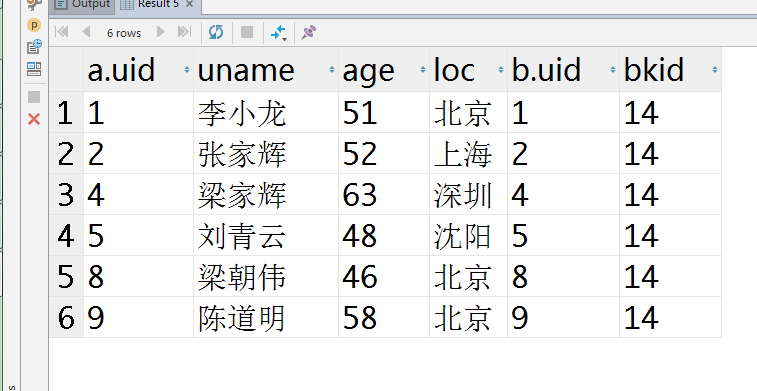 Output Result 5
6 rows
a.uid uname age loc b.uid bkid
1 1 李小龙 51 北京 1 14
2 2 张家辉 52 上海 2 14
3 4 梁家辉 63 深圳 4 14
4 5 刘青云 48 沈阳 5 14
5 8 梁朝伟 46 北京 8 14
6 9 陈道明 58 北京 9 14